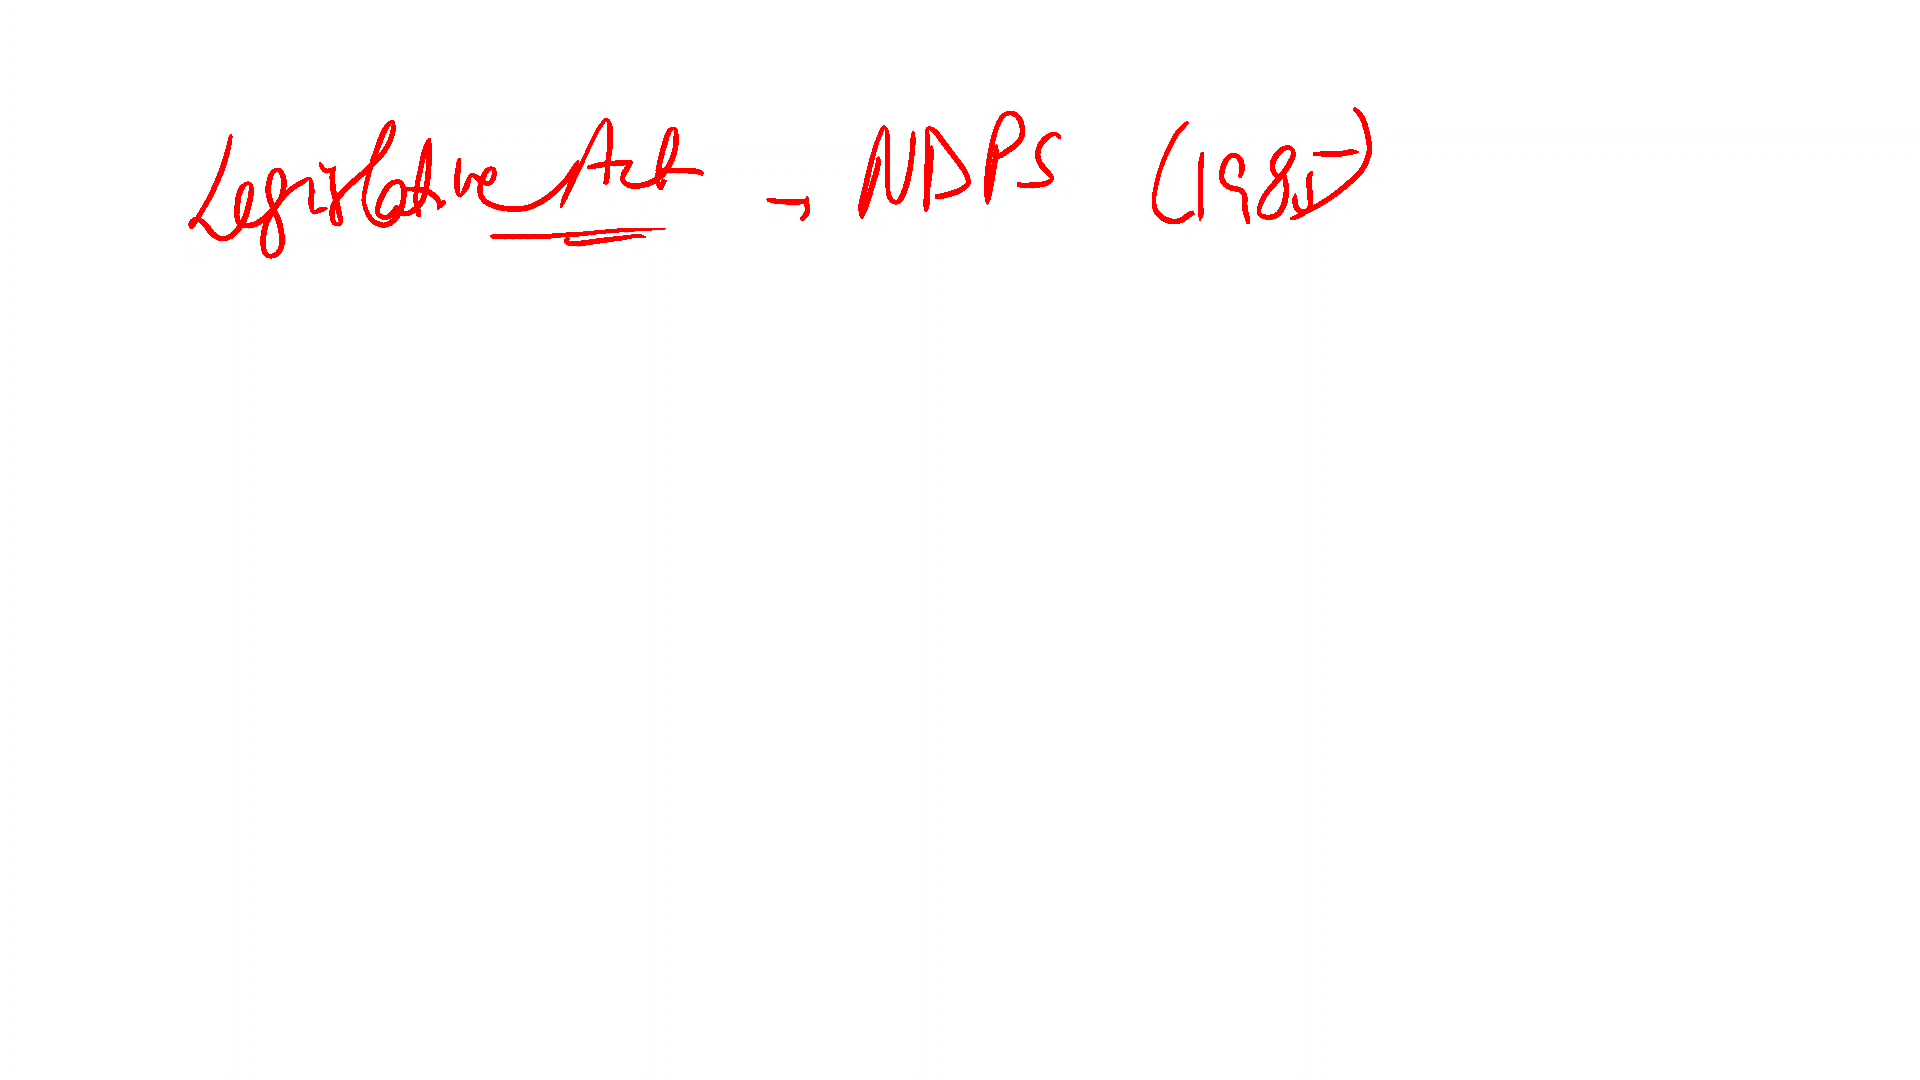 Legislative Act → NDPS (1985)